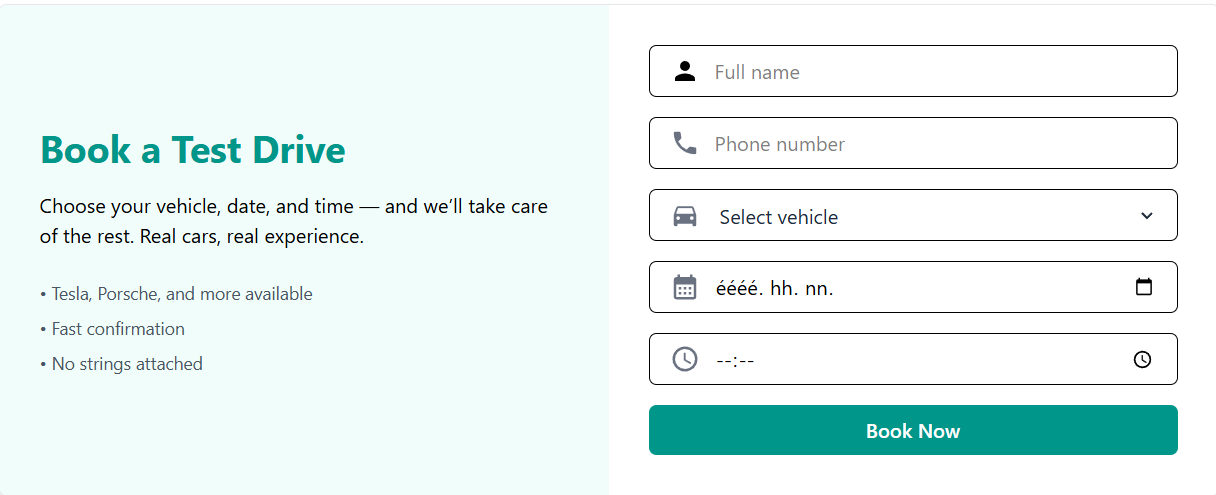 Book a Test Drive
Choose your vehicle, date, and time — and we’ll take care
of the rest. Real cars, real experience.
• Tesla, Porsche, and more available
• Fast confirmation
• No strings attached
Full name
Phone number
Select vehicle
éééé. hh. nn.
--:--
Book Now